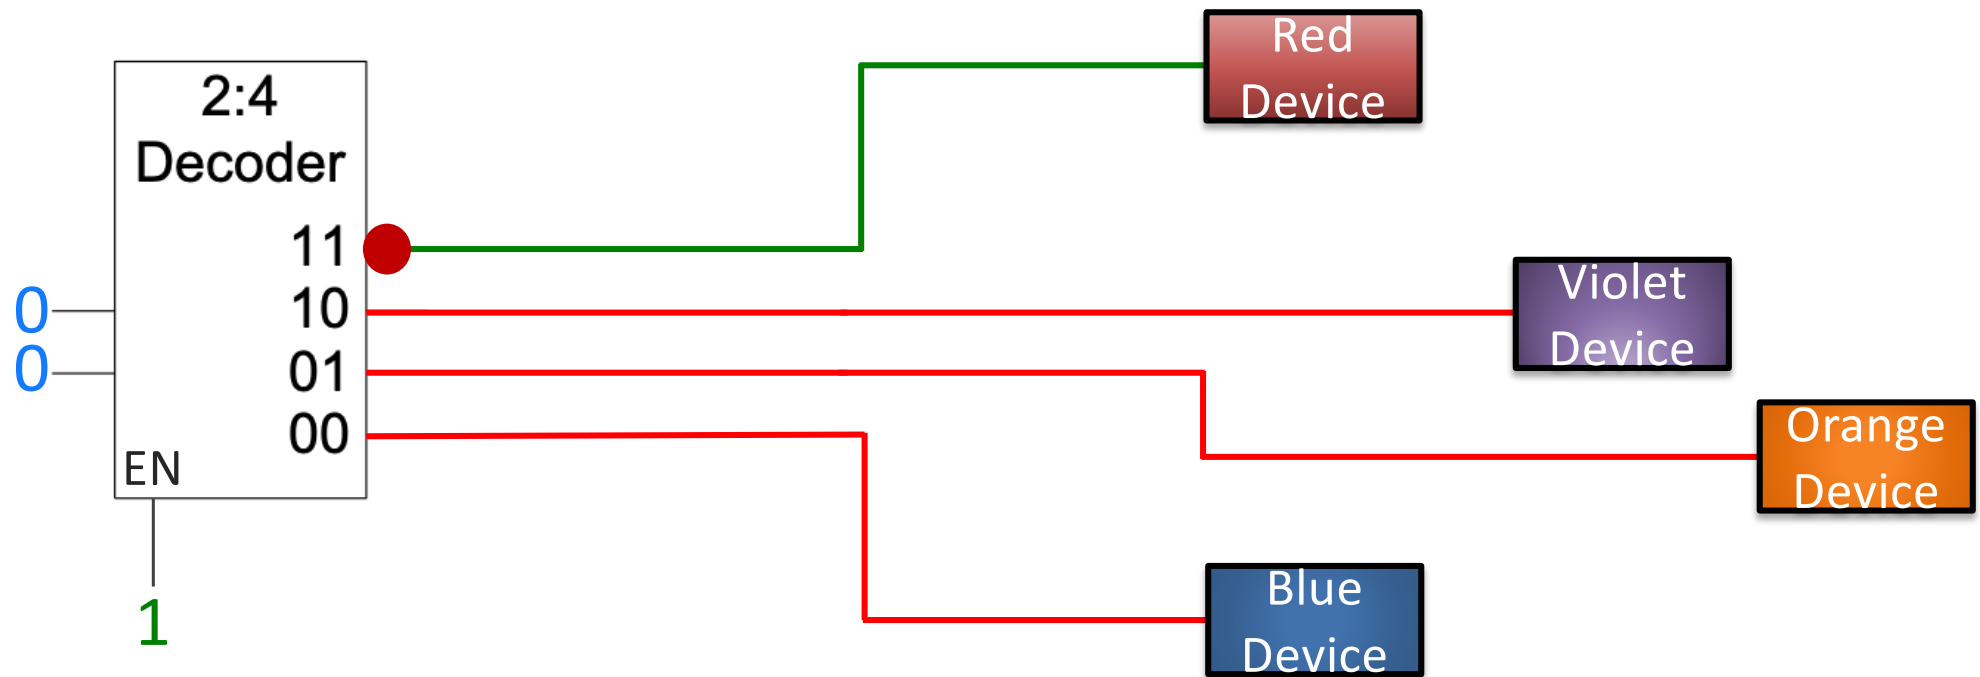 2:4
Decoder
11
10
01
00
EN
0
0
1
Red
Device
Violet
Device
Orange
Device
Blue
Device